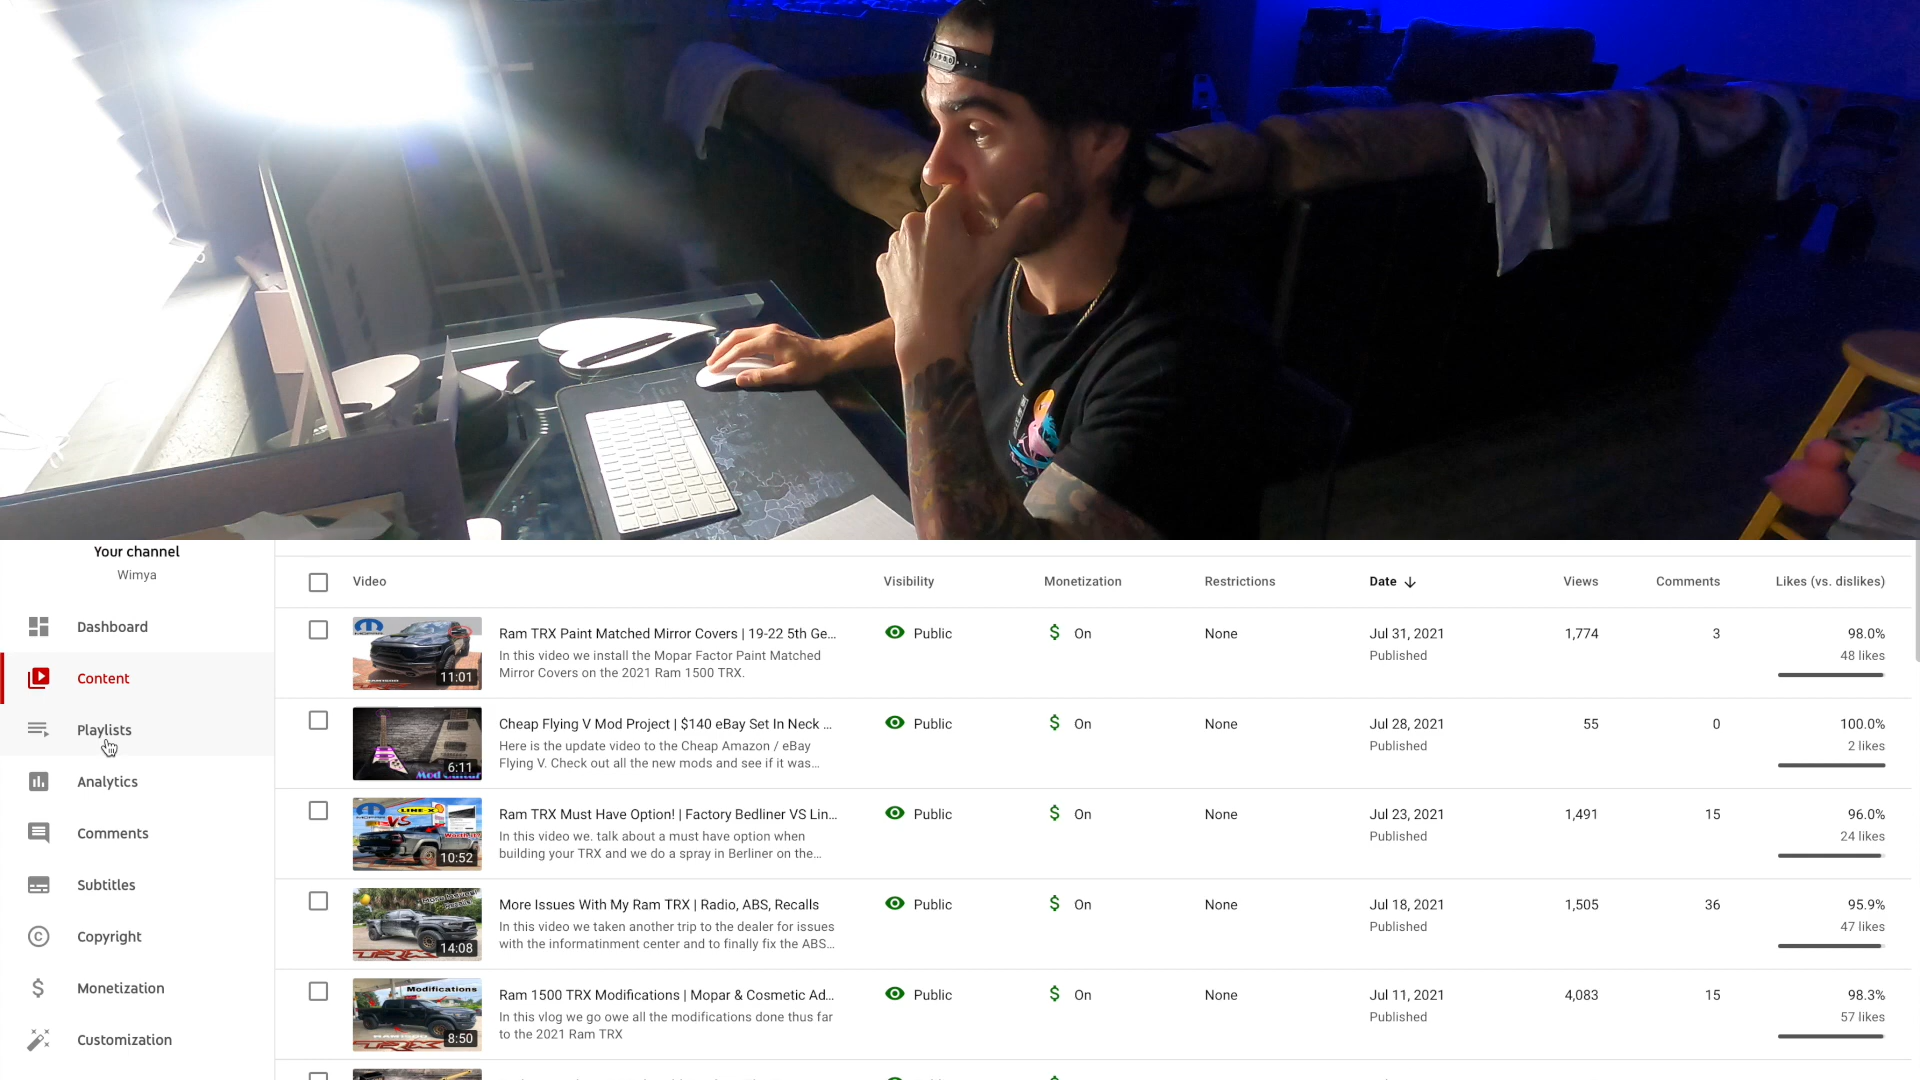 Your channel
Wimya
Dashboard
Content
Playlists
Analytics
Comments
Subtitles
Copyright
Monetization
Customization
Video Visibility Monetization Restrictions Date Views Comments Likes (vs. dislikes)
MOPAR
11:01
Ram TRX Paint Matched Mirror Covers | 19-22 5th Ge... Public On None Jul 31, 2021 1,774 3 98.0%
In this video we install the Mopar Factor Paint Matched Published 48 likes
Mirror Covers on the 2021 Ram 1500 TRX.
6:11
Cheap Flying V Mod Project | $140 eBay Set In Neck ... Public On None Jul 28, 2021 55 0 100.0%
Here is the update video to the Cheap Amazon / eBay Published 2 likes
Flying V. Check out all the new mods and see if it was...
LINE-X
VS
10:52
Ram TRX Must Have Option! | Factory Bedliner VS Lin... Public On None Jul 23, 2021 1,491 15 96.0%
In this video we. talk about a must have option when Published 24 likes
building your TRX and we do a spray in Berliner on the...
14:08
TRX
More Issues With My Ram TRX | Radio, ABS, Recalls Public On None Jul 18, 2021 1,505 36 95.9%
In this video we taken another trip to the dealer for issues Published 47 likes
with the informatinment center and to finally fix the ABS...
Modifications
8:50
TRX
Ram 1500 TRX Modifications | Mopar & Cosmetic Ad... Public On None Jul 11, 2021 4,083 15 98.3%
In this vlog we go owe all the modifications done thus far Published 57 likes
to the 2021 Ram TRX